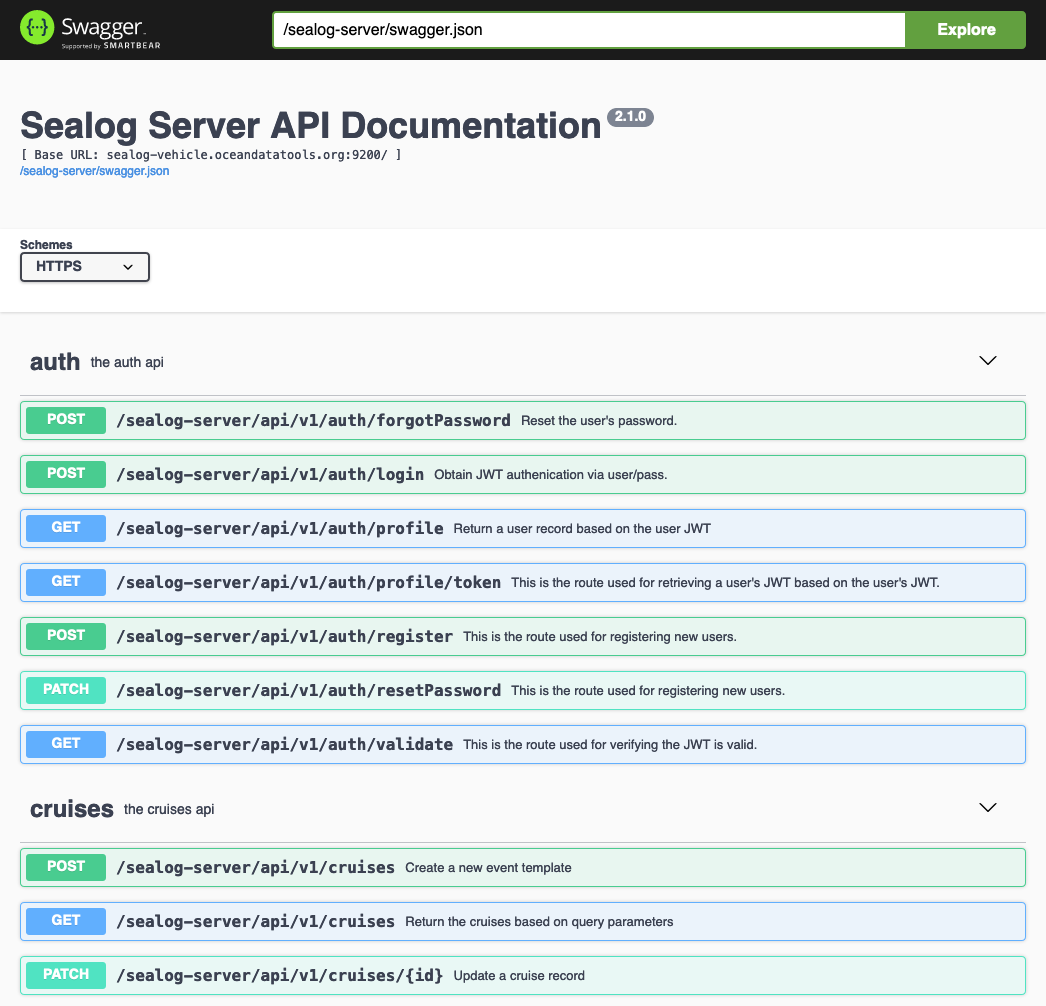 {··} Swagger.
Supported by SMARTBEAR
/sealog-server/swagger.json
Explore
Sealog Server API Documentation 2.1.0
[ Base URL: sealog-vehicle.oceandatatools.org:9200/ ]
/sealog-server/swagger.json
Schemes
HTTPS
auth the auth api
POST /sealog-server/api/v1/auth/forgotPassword Reset the user's password.
POST /sealog-server/api/v1/auth/login Obtain JWT authenication via user/pass.
GET /sealog-server/api/v1/auth/profile Return a user record based on the user JWT
GET /sealog-server/api/v1/auth/profile/token This is the route used for retrieving a user's JWT based on the user's JWT.
POST /sealog-server/api/v1/auth/register This is the route used for registering new users.
PATCH /sealog-server/api/v1/auth/resetPassword This is the route used for registering new users.
GET /sealog-server/api/v1/auth/validate This is the route used for verifying the JWT is valid.
cruises the cruises api
POST /sealog-server/api/v1/cruises Create a new event template
GET /sealog-server/api/v1/cruises Return the cruises based on query parameters
PATCH /sealog-server/api/v1/cruises/{id} Update a cruise record